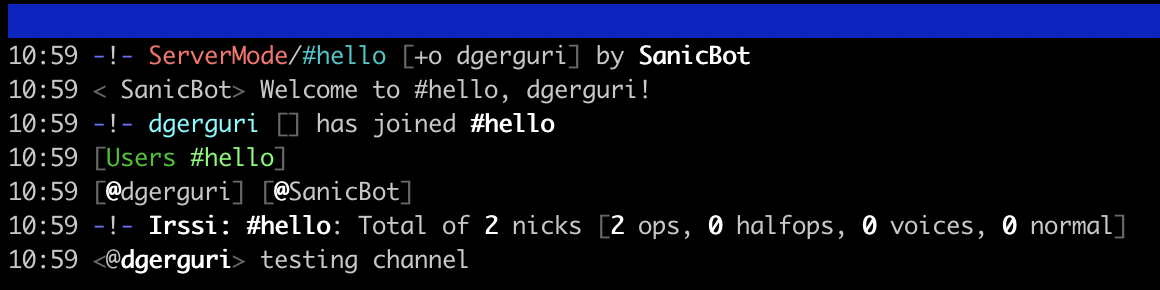 10:59 -!- ServerMode/#hello [+o dgerguri] by SanicBot
10:59 < SanicBot> Welcome to #hello, dgerguri!
10:59 -!- dgerguri [] has joined #hello
10:59 [Users #hello]
10:59 [@dgerguri] [@SanicBot]
10:59 -!- Irssi: #hello: Total of 2 nicks [2 ops, 0 halfops, 0 voices, 0 normal]
10:59 <@dgerguri> testing channel